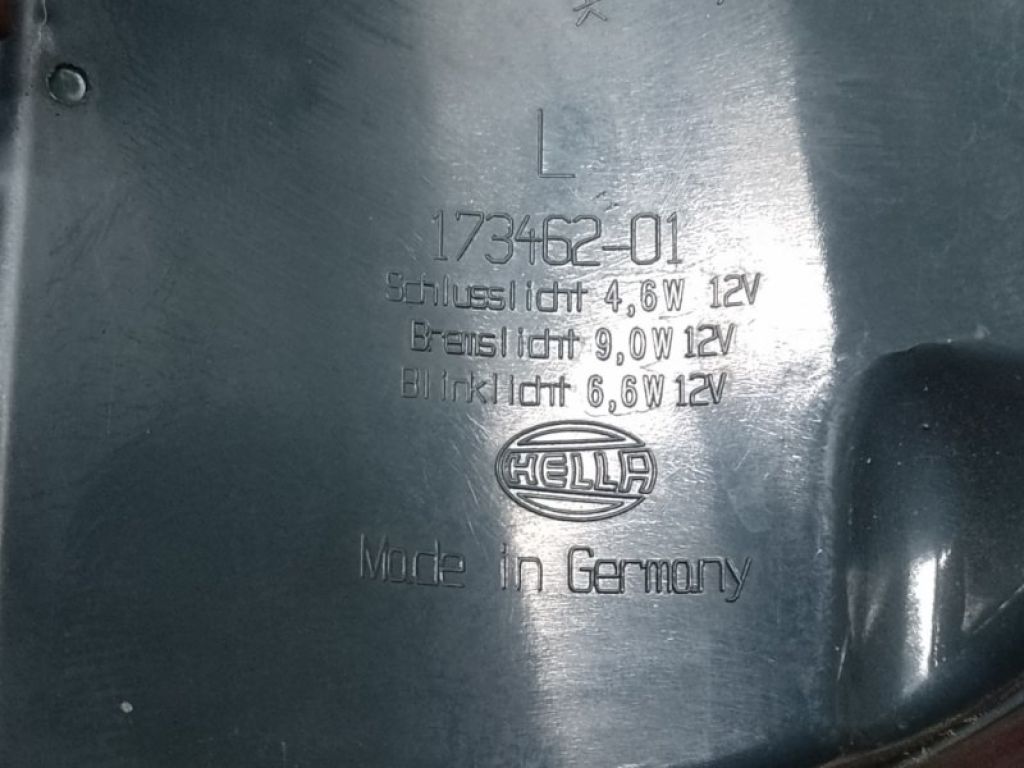 L
173462-01
Schlusslicht 4,6W 12V
Bremslicht 9,0W 12V
Blinklicht 6,6W 12V
HELLA
Made in Germany